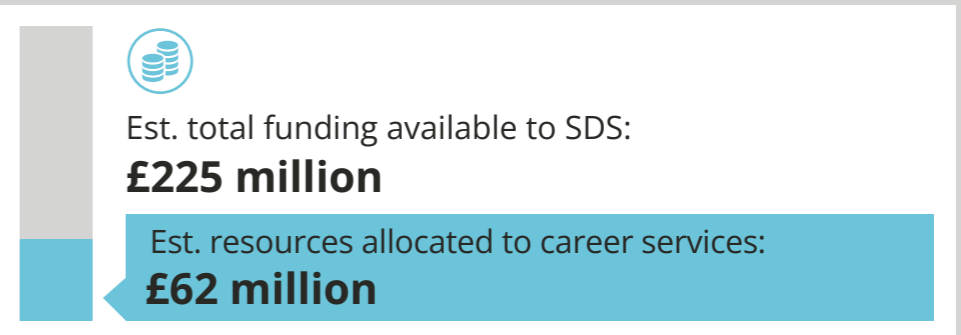 Est. total funding available to SDS:
£225 million
Est. resources allocated to career services:
£62 million